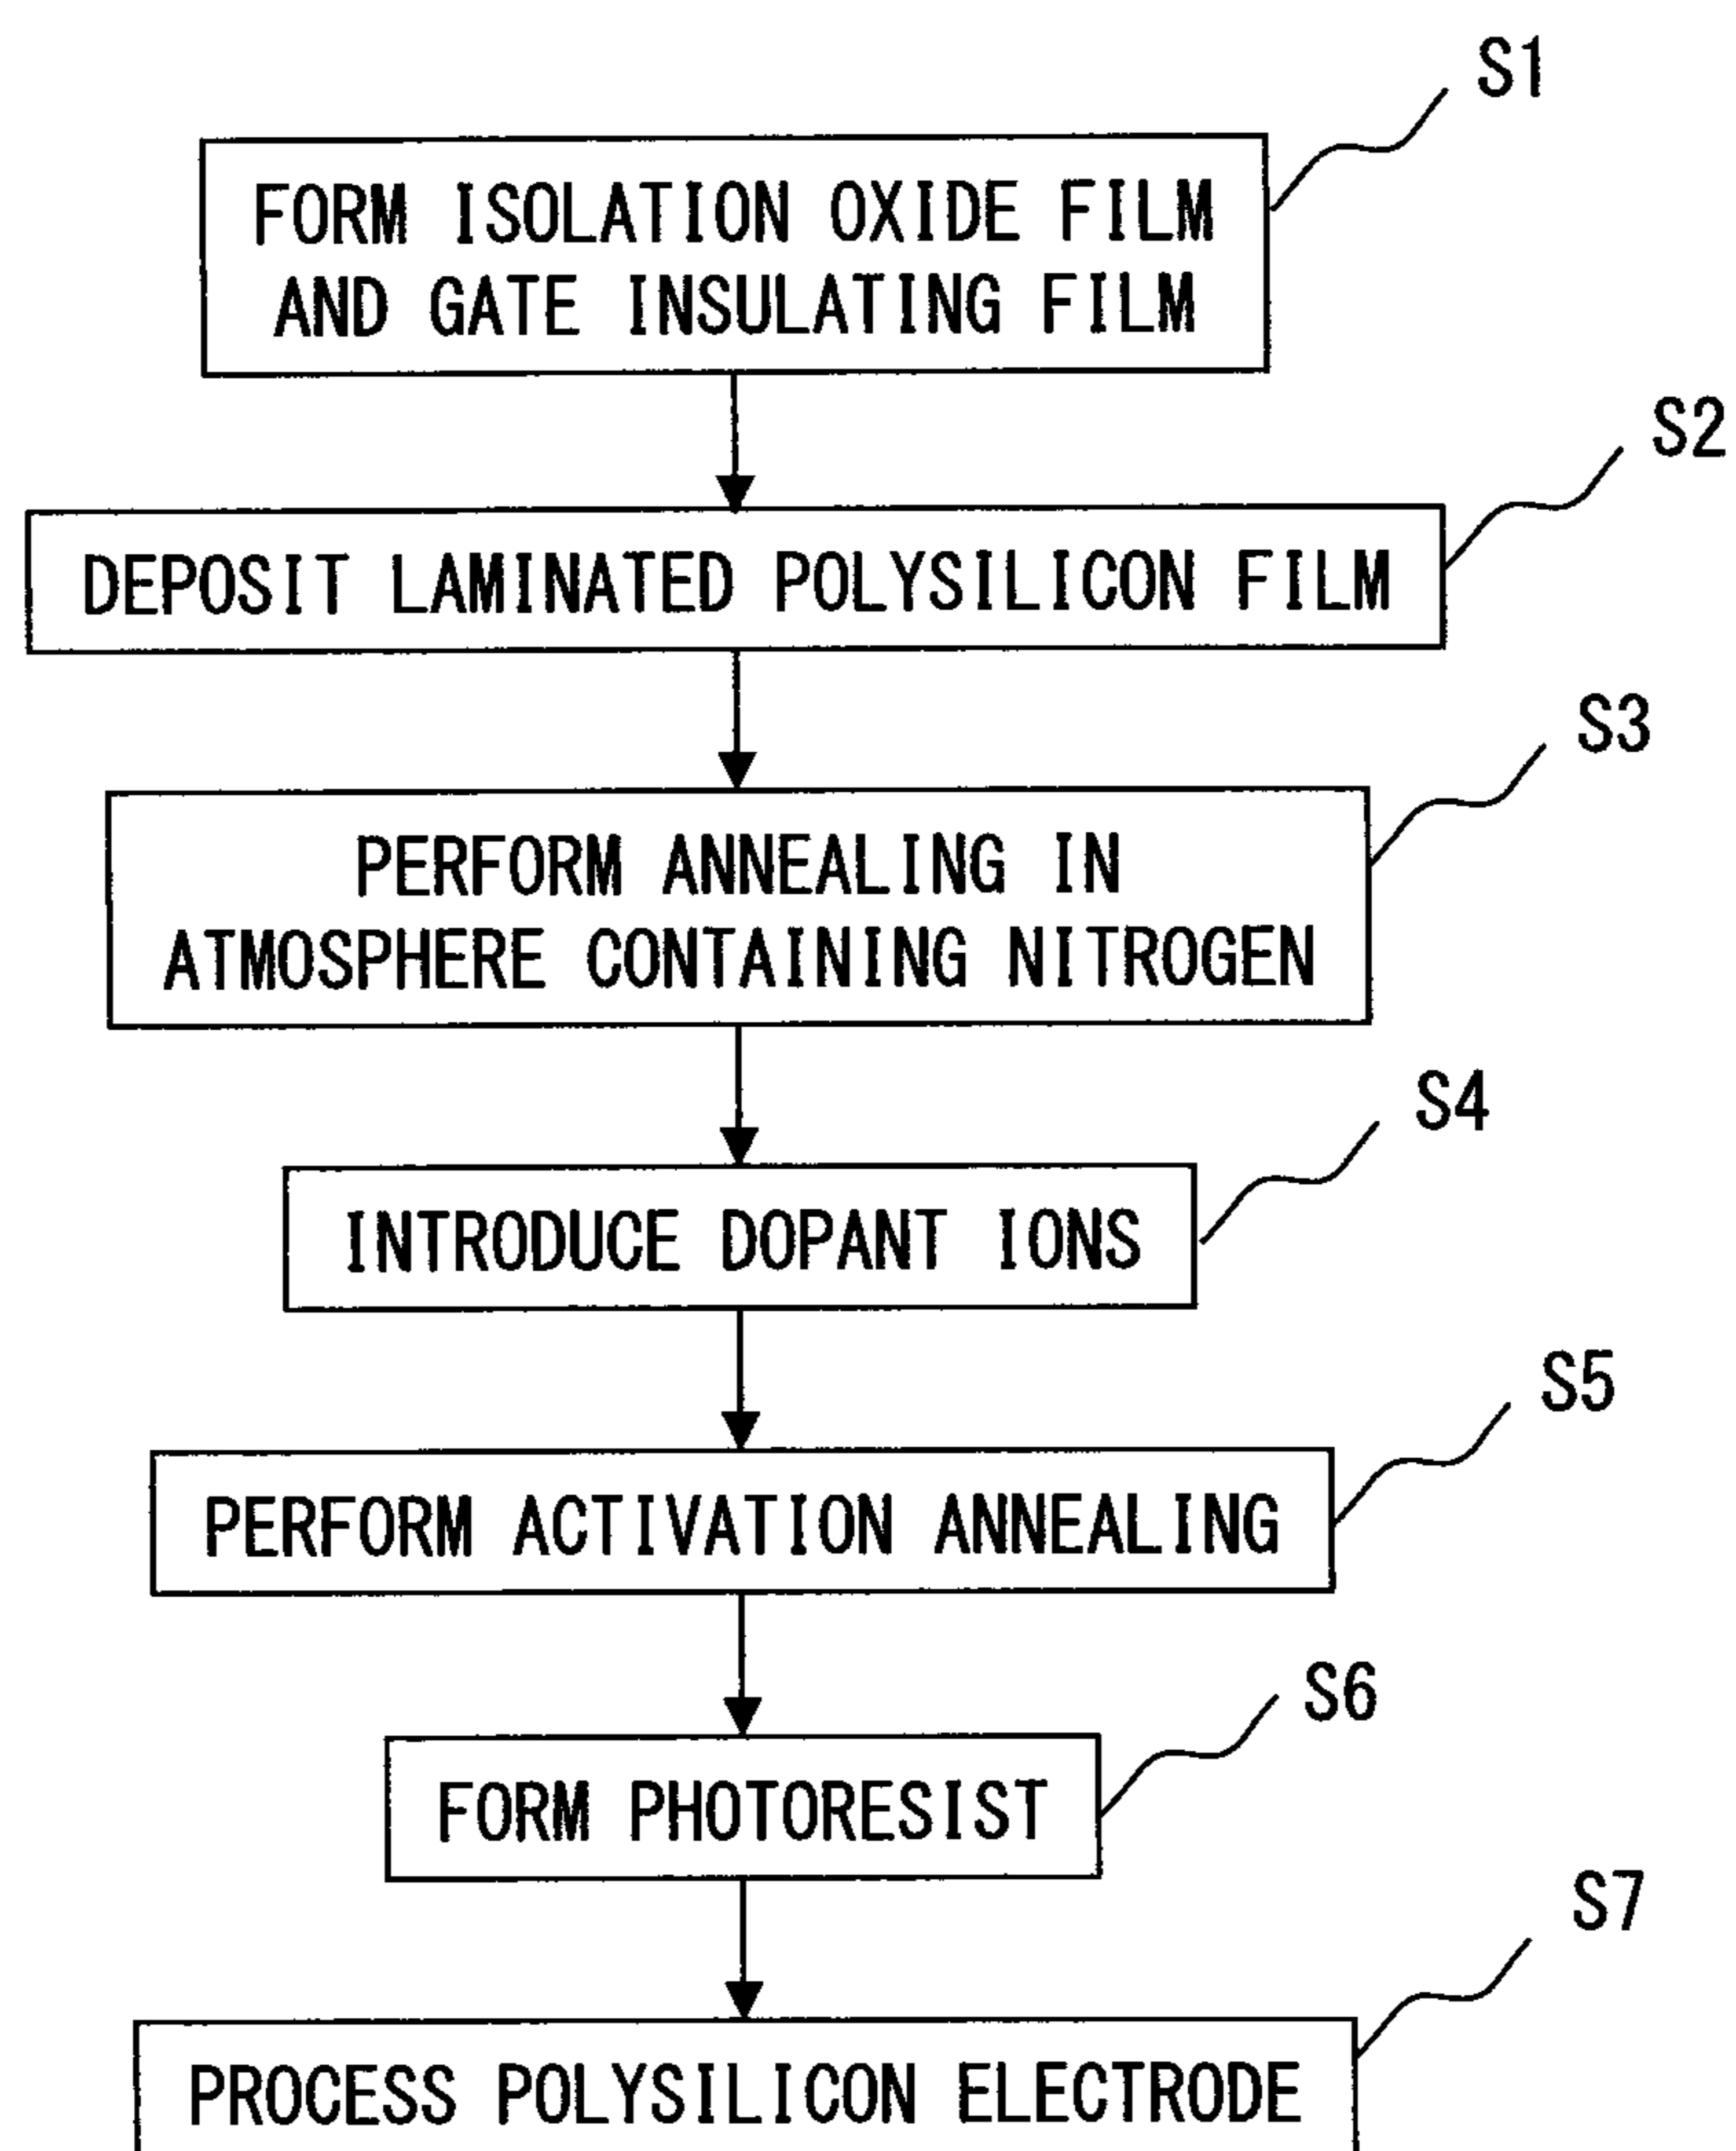 S1
FORM ISOLATION OXIDE FILM
AND GATE INSULATING FILM
S2
DEPOSIT LAMINATED POLYSILICON FILM
S3
PERFORM ANNEALING IN
ATMOSPHERE CONTAINING NITROGEN
S4
INTRODUCE DOPANT IONS
S5
PERFORM ACTIVATION ANNEALING
S6
FORM PHOTORESIST
S7
PROCESS POLYSILICON ELECTRODE